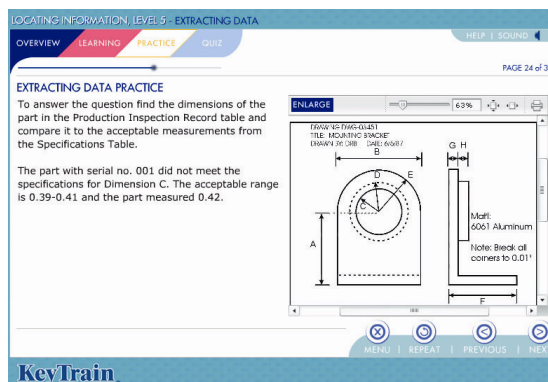 LOCATING INFORMATION, LEVEL 5 - EXTRACTING DATA
OVERVIEW LEARNING PRACTICE QUIZ
HELP | SOUND
PAGE 24 of 3
EXTRACTING DATA PRACTICE
To answer the question find the dimensions of the
part in the Production Inspection Record table and
compare it to the acceptable measurements from
the Specifications Table.
The part with serial no. 001 did not meet the
specifications for Dimension C. The acceptable range
is 0.39-0.41 and the part measured 0.42.
ENLARGE
63%
TITLE: MOUNTING BRACKET
B
G H
D
E
C
A
Matl:
6061 Aluminum
Note: Break all
corners to 0.01"
F
MENU | REPEAT | PREVIOUS | NEX
KeyTrain